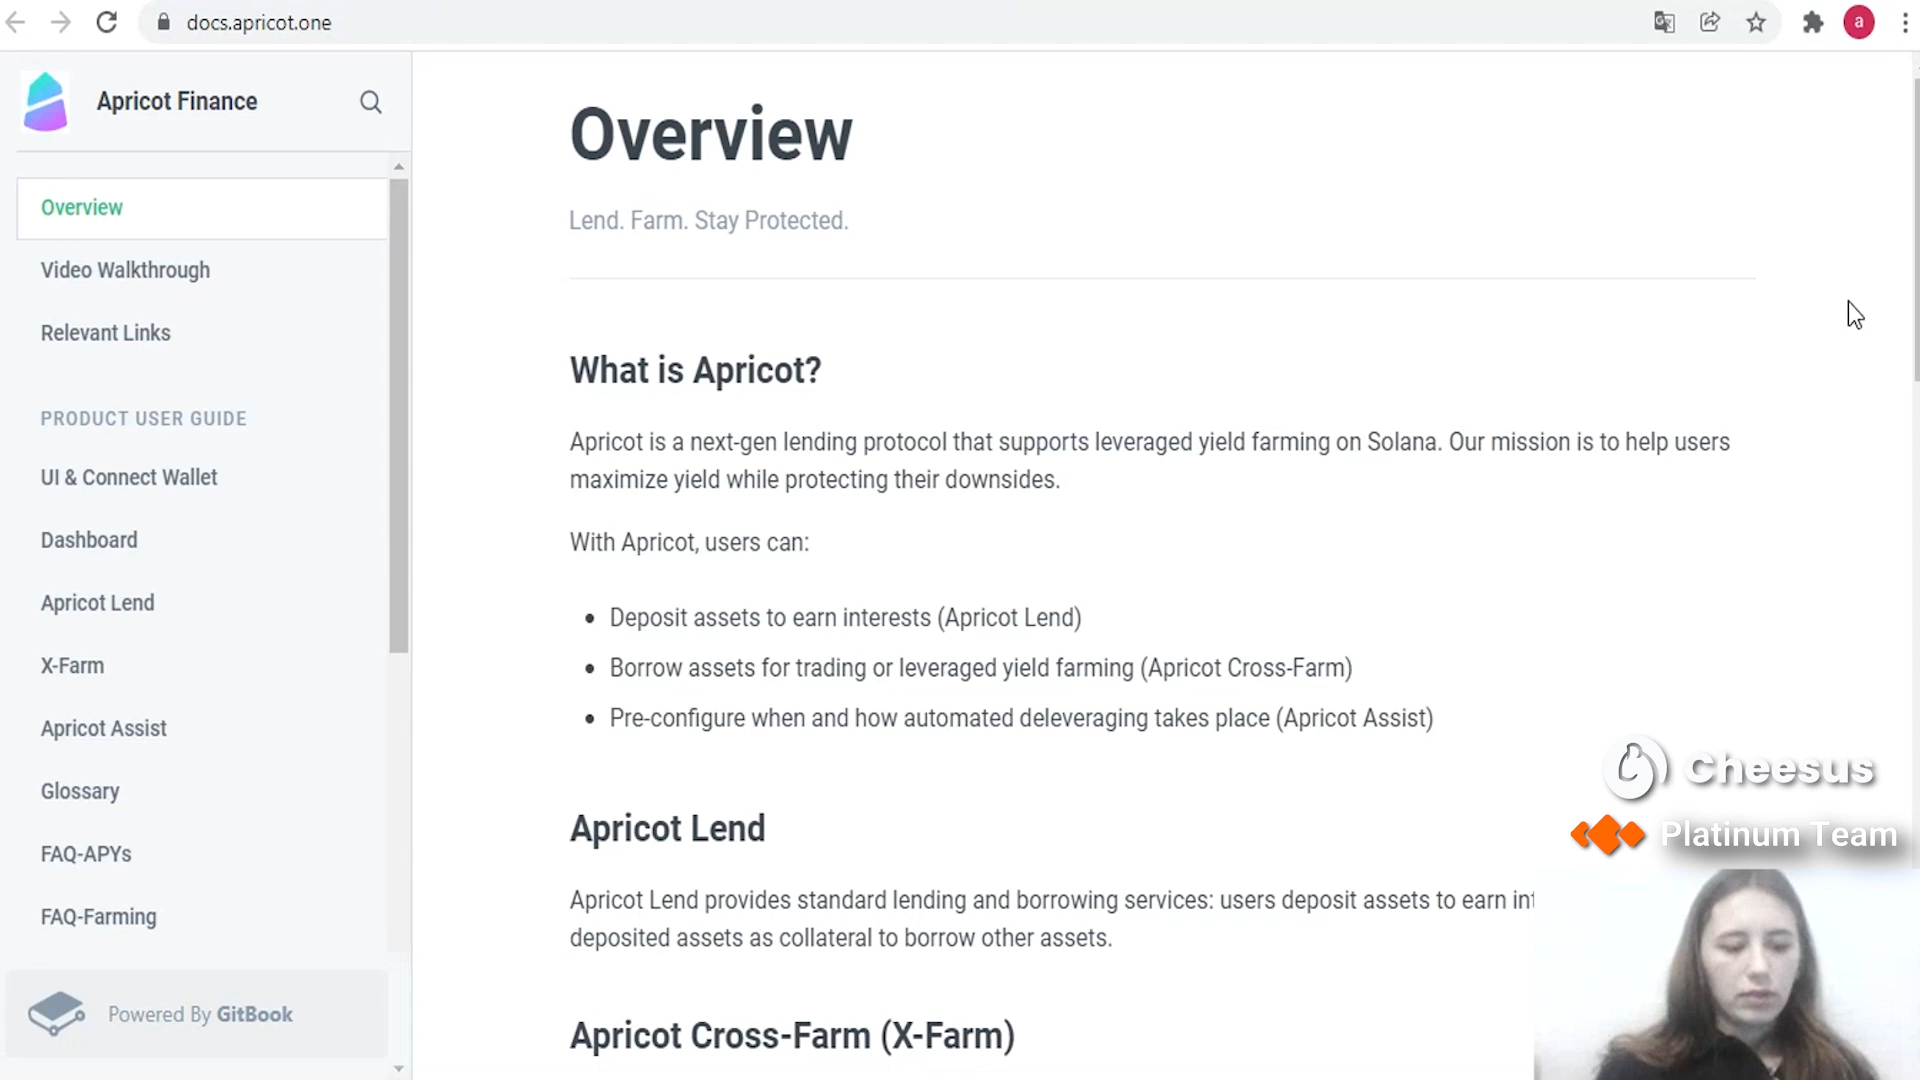 docs.apricot.one
a
Apricot Finance
Overview
Video Walkthrough
Relevant Links
PRODUCT USER GUIDE
UI & Connect Wallet
Dashboard
Apricot Lend
X-Farm
Apricot Assist
Glossary
FAQ-APYs
FAQ-Farming
Powered By GitBook
Overview
Lend. Farm. Stay Protected.
What is Apricot?
Apricot is a next-gen lending protocol that supports leveraged yield farming on Solana. Our mission is to help users
maximize yield while protecting their downsides.
With Apricot, users can:
• Deposit assets to earn interests (Apricot Lend)
• Borrow assets for trading or leveraged yield farming (Apricot Cross-Farm)
• Pre-configure when and how automated deleveraging takes place (Apricot Assist)
Apricot Lend
Apricot Lend provides standard lending and borrowing services: users deposit assets to earn
deposited assets as collateral to borrow other assets.
Apricot Cross-Farm (X-Farm)
Cheesus
Platinum Team